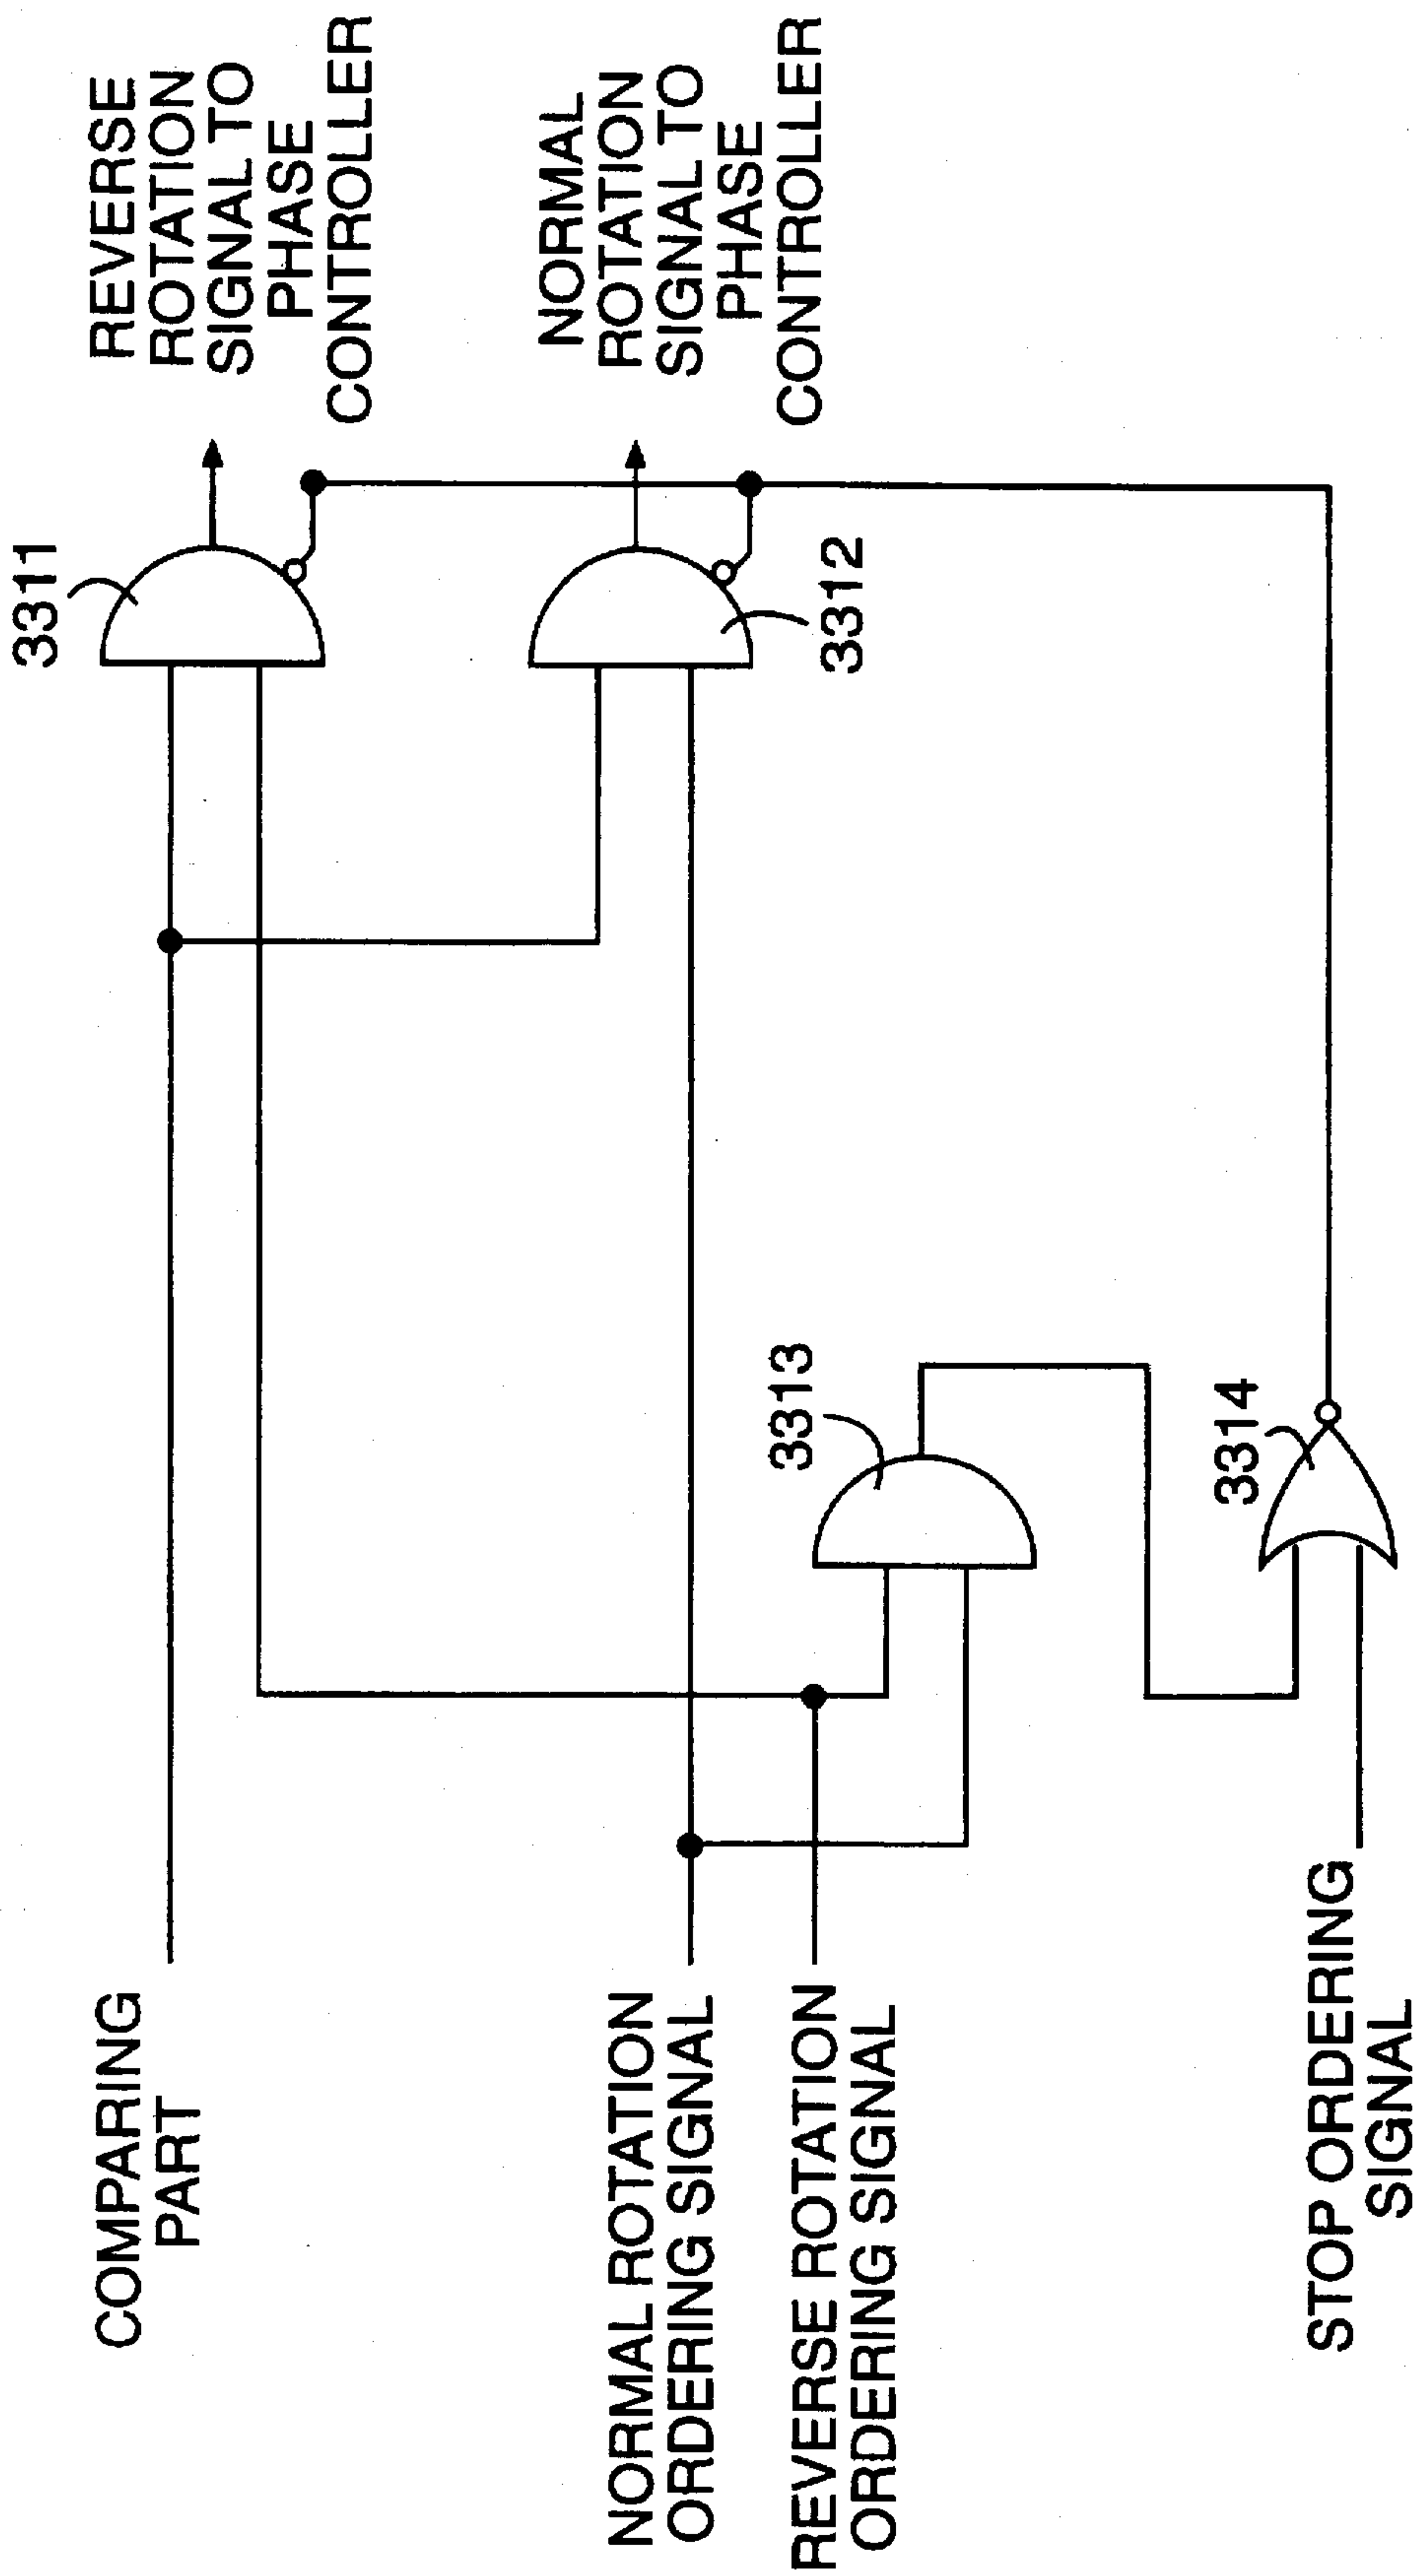 COMPARING
PART
NORMAL ROTATION
ORDERING SIGNAL
REVERSE ROTATION
ORDERING SIGNAL
STOP ORDERING
SIGNAL
3313
3314
3311
3312
REVERSE
ROTATION
SIGNAL TO
PHASE
CONTROLLER
NORMAL
ROTATION
SIGNAL TO
PHASE
CONTROLLER